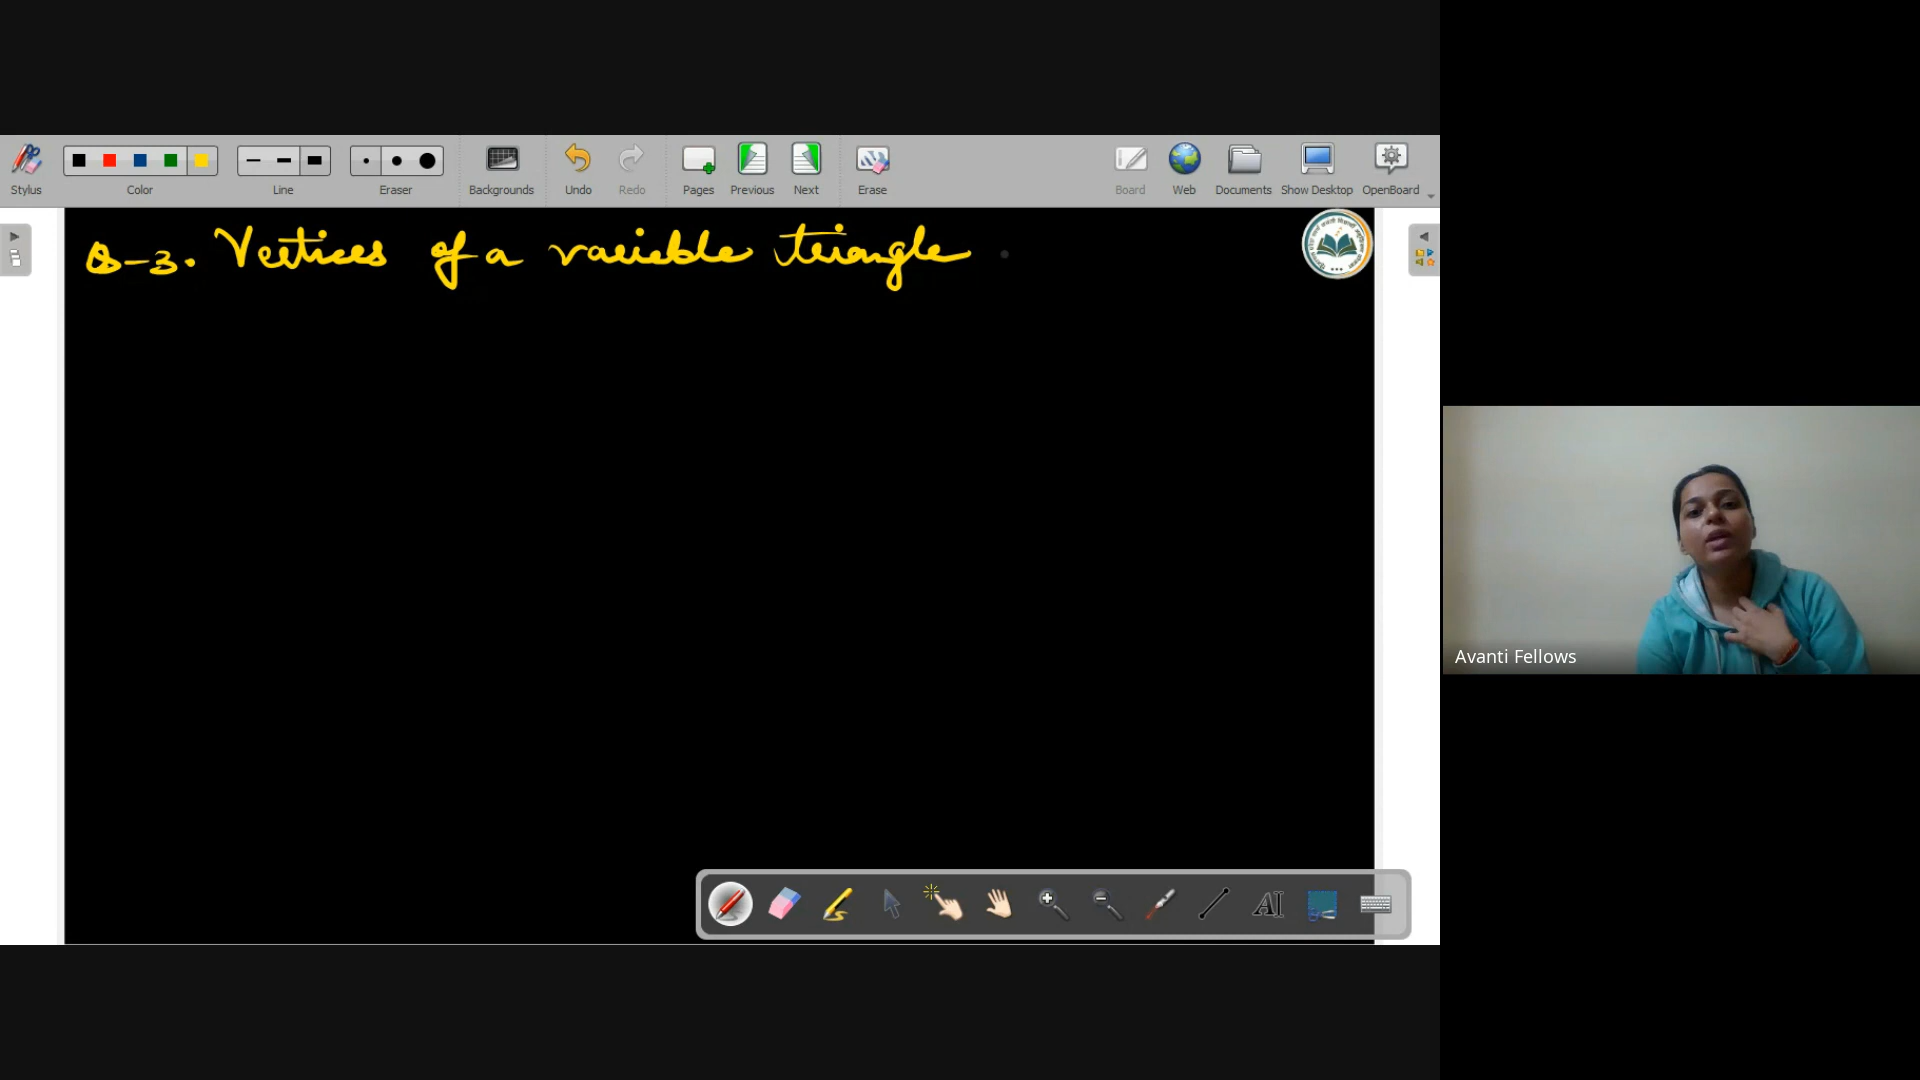 Stylus Color Line Eraser Backgrounds Undo Redo Pages Previous Next Erase Board Web Documents Show Desktop OpenBoard
Q-3. Vertices of a variable triangle
Avanti Fellows
AI